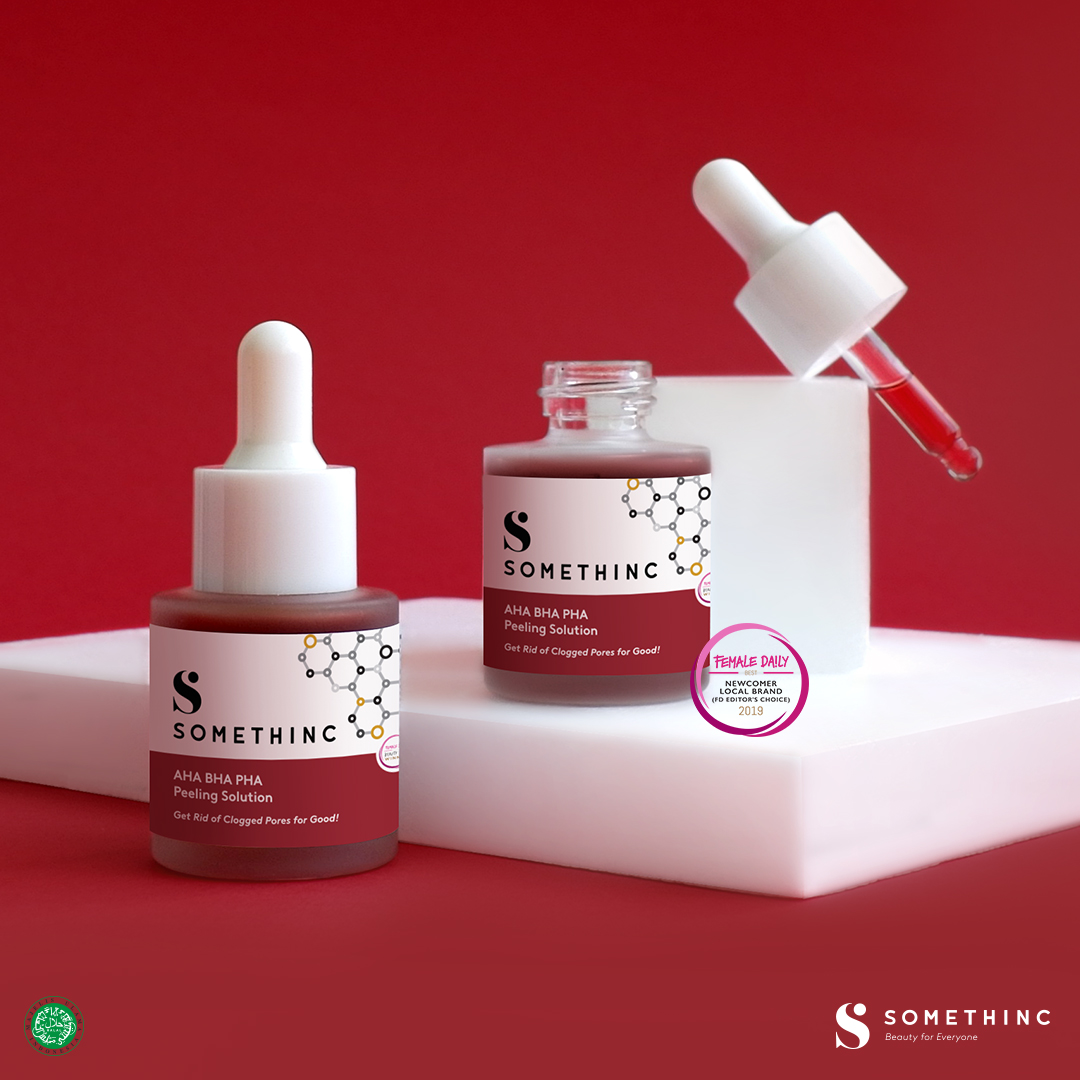 S
SOMETHINC
AHA BHA PHA
Peeling Solution
Get Rid of Clogged Pores for Good!
S
SOMETHINC
AHA BHA PHA
Peeling Solution
Get Rid of Clogged Pores for Good!
FEMALE DAILY
BEST
NEWCOMER
LOCAL BRAND
(FD EDITOR'S CHOICE)
2019
حلال
S SOMETHINC
Beauty for Everyone